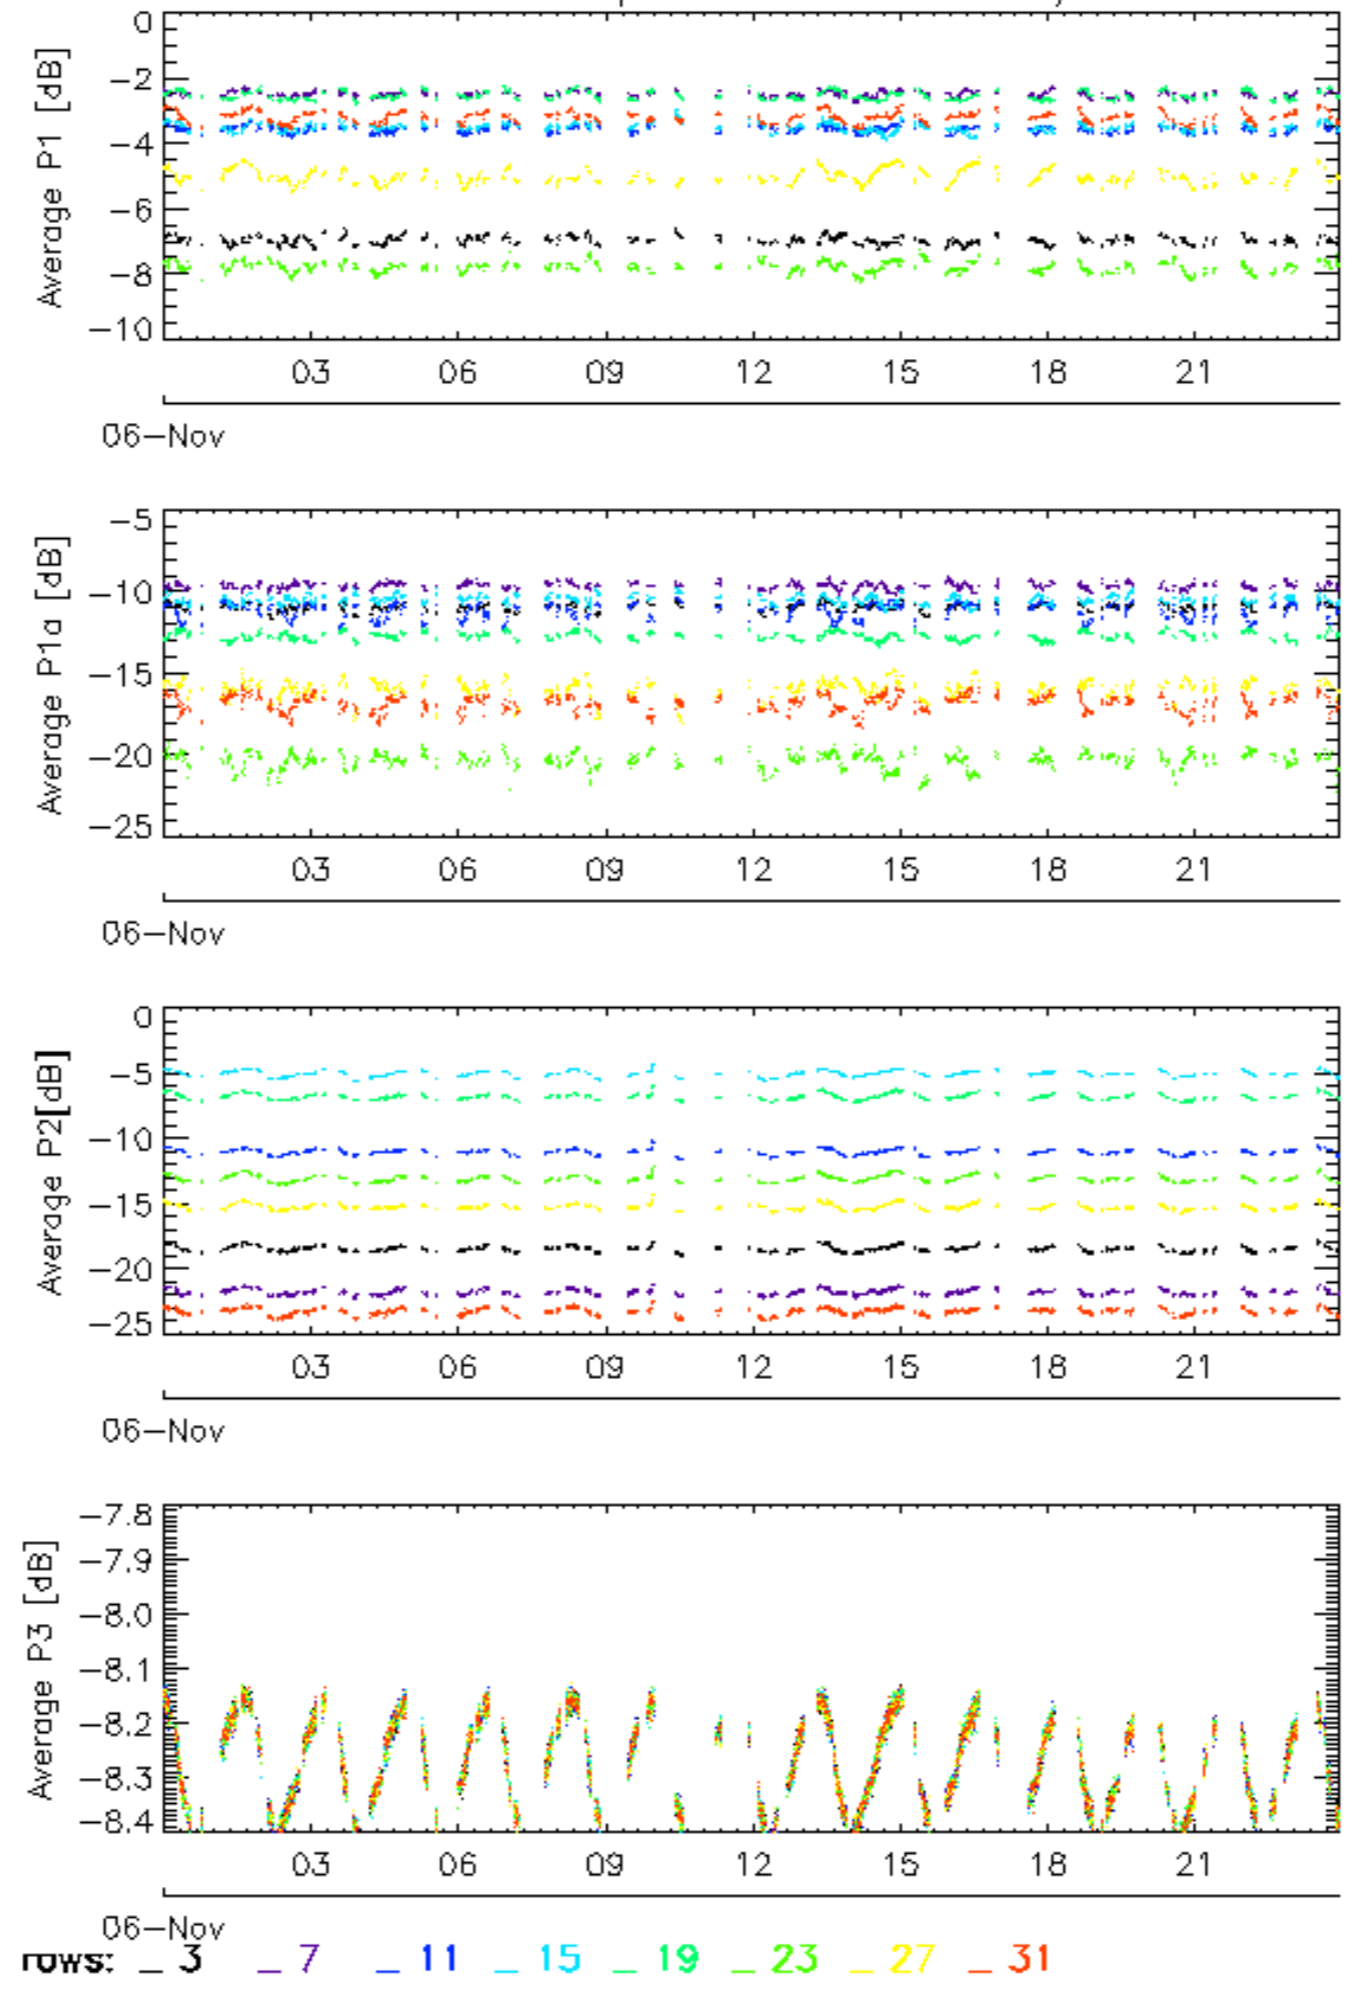 0
−2
−4
−6
−8
−10
Average P1 [dB]
03 06 09 12 15 18 21
06−Nov
−5
−10
−15
−20
−25
Average P1a [dB]
03 06 09 12 15 18 21
06−Nov
0
−5
−10
−15
−20
−25
Average P2[dB]
03 06 09 12 15 18 21
06−Nov
−7.8
−7.9
−8.0
−8.1
−8.2
−8.3
−8.4
Average P3 [dB]
03 06 09 12 15 18 21
06−Nov
rows: _ 3 _ 7 _ 11 _ 15 _ 19 _ 23 _ 27 _ 31